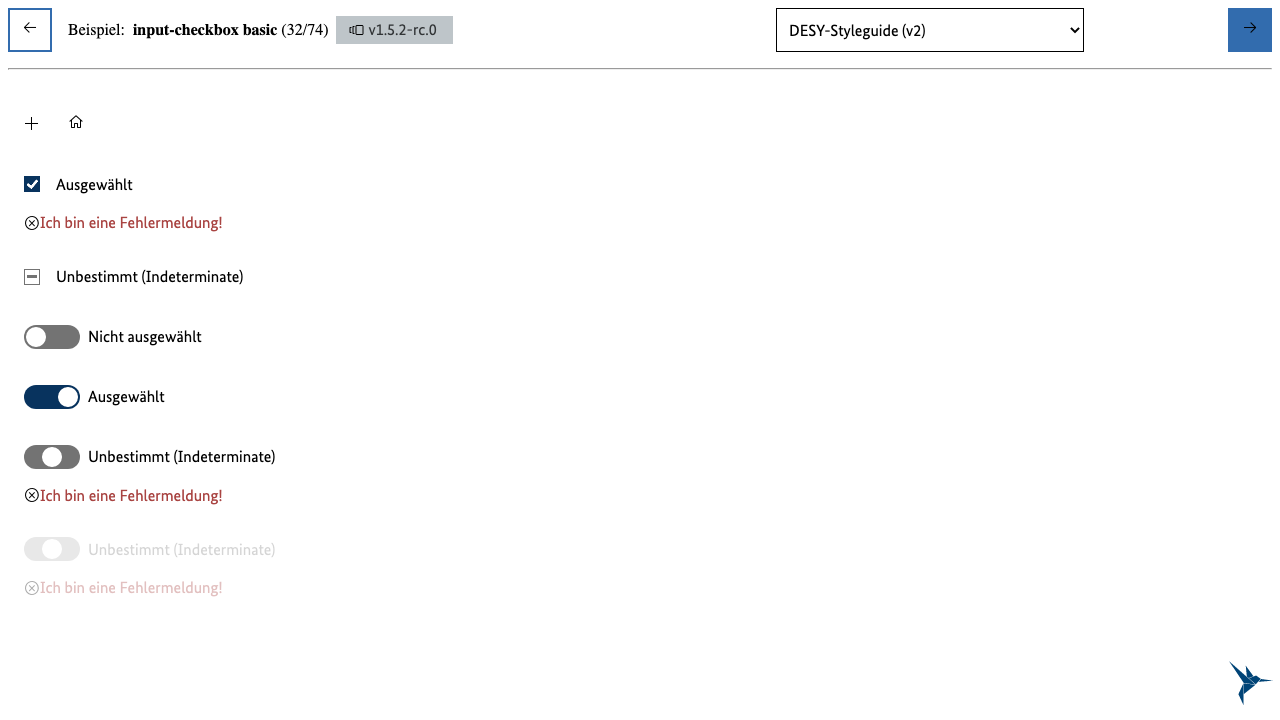 Beispiel: input-checkbox basic (32/74) v1.5.2-rc.0 DESY-Styleguide (v2)
Ausgewählt
Ich bin eine Fehlermeldung!
Unbestimmt (Indeterminate)
Nicht ausgewählt
Ausgewählt
Unbestimmt (Indeterminate)
Ich bin eine Fehlermeldung!
Unbestimmt (Indeterminate)
Ich bin eine Fehlermeldung!